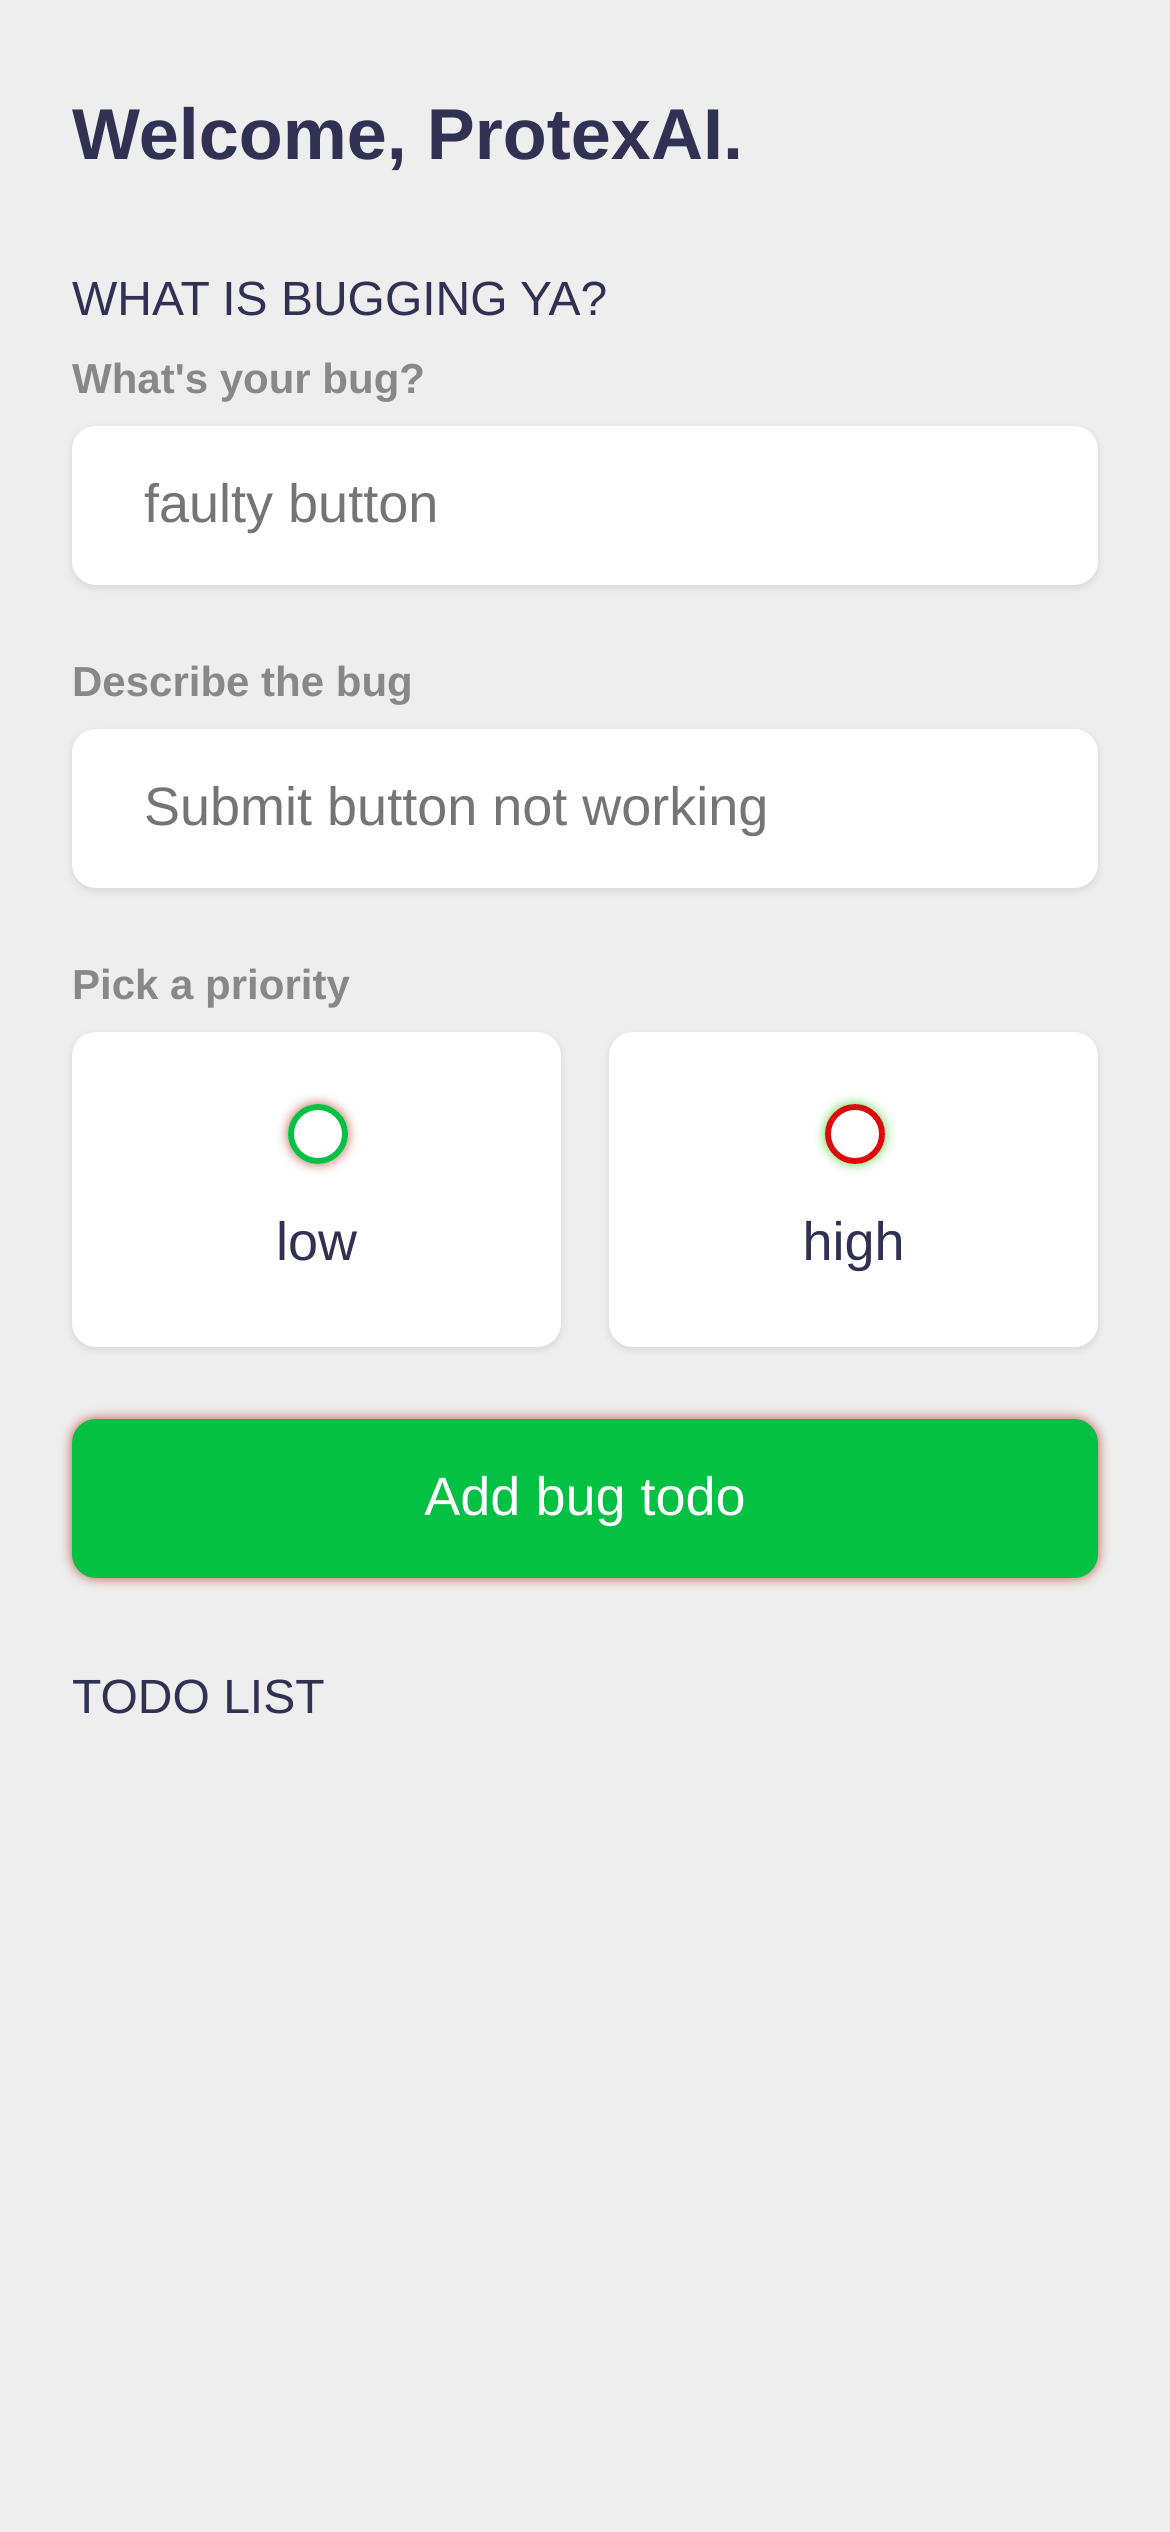 Welcome, ProtexAI.
WHAT IS BUGGING YA?
What's your bug?
faulty button
Describe the bug
Submit button not working
Pick a priority
low
high
Add bug todo
TODO LIST